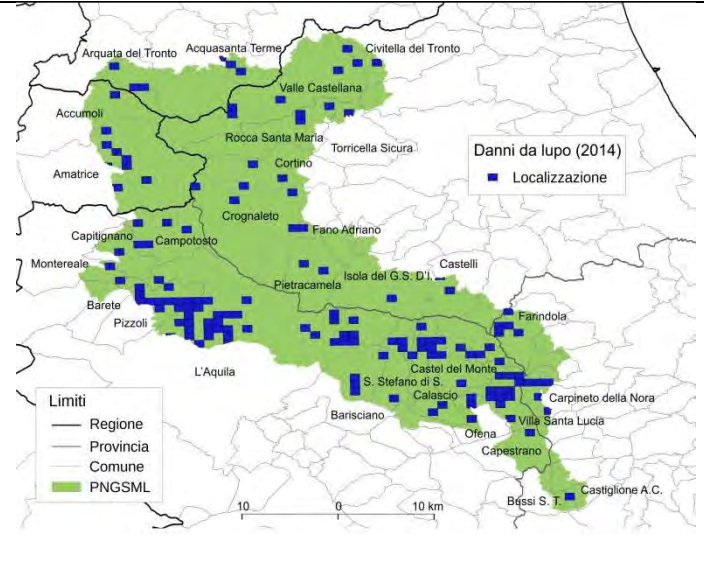 Arquata del Tronto
Acquasanta Terme
Civitella del Tronto
Valle Castellana
Accumoli
Rocca Santa Maria
Torricella Sicura
Danni da lupo (2014)
Localizzazione
Cortino
Amatrice
Crognaleto
Fano Adriano
Capitignano
Campotosto
Montereale
Isola del G.S. D'I.
Castelli
Pietracamela
Barete
Pizzoli
Farindola
L'Aquila
Castel del Monte
S. Stefano di S.
Calascio
Carpineto della Nora
Barisciano
Villa Santa Lucia
Ofena
Capestrano
Limiti
Regione
Provincia
Comune
PNGSML
Bussi S. T.
Castiglione A.C.
10 0 10 km